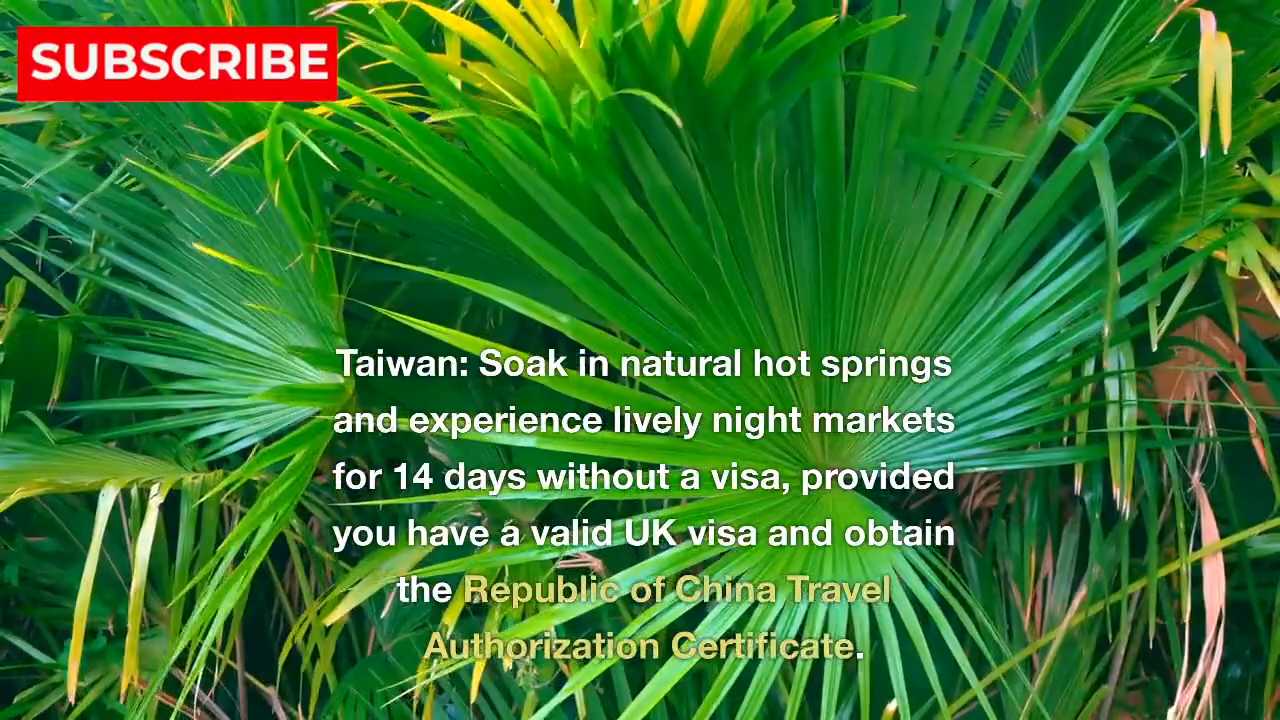 SUBSCRIBE
Taiwan: Soak in natural hot springs
and experience lively night markets
for 14 days without a visa, provided
you have a valid UK visa and obtain
the Republic of China Travel
Authorization Certificate.